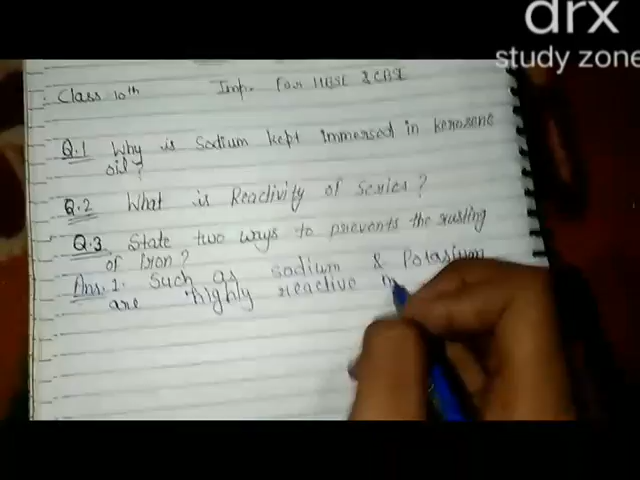 drx
study zone
Class 10th Imp. For HBSE & CBSE
Q.1 Why is Sodium kept immersed in kerosene
oil?
Q.2 What is Reactivity of Series?
Q.3 State two ways to prevents the rusting
of Iron?
Ans. 1. Such as sodium & Potasium
are highly reactive